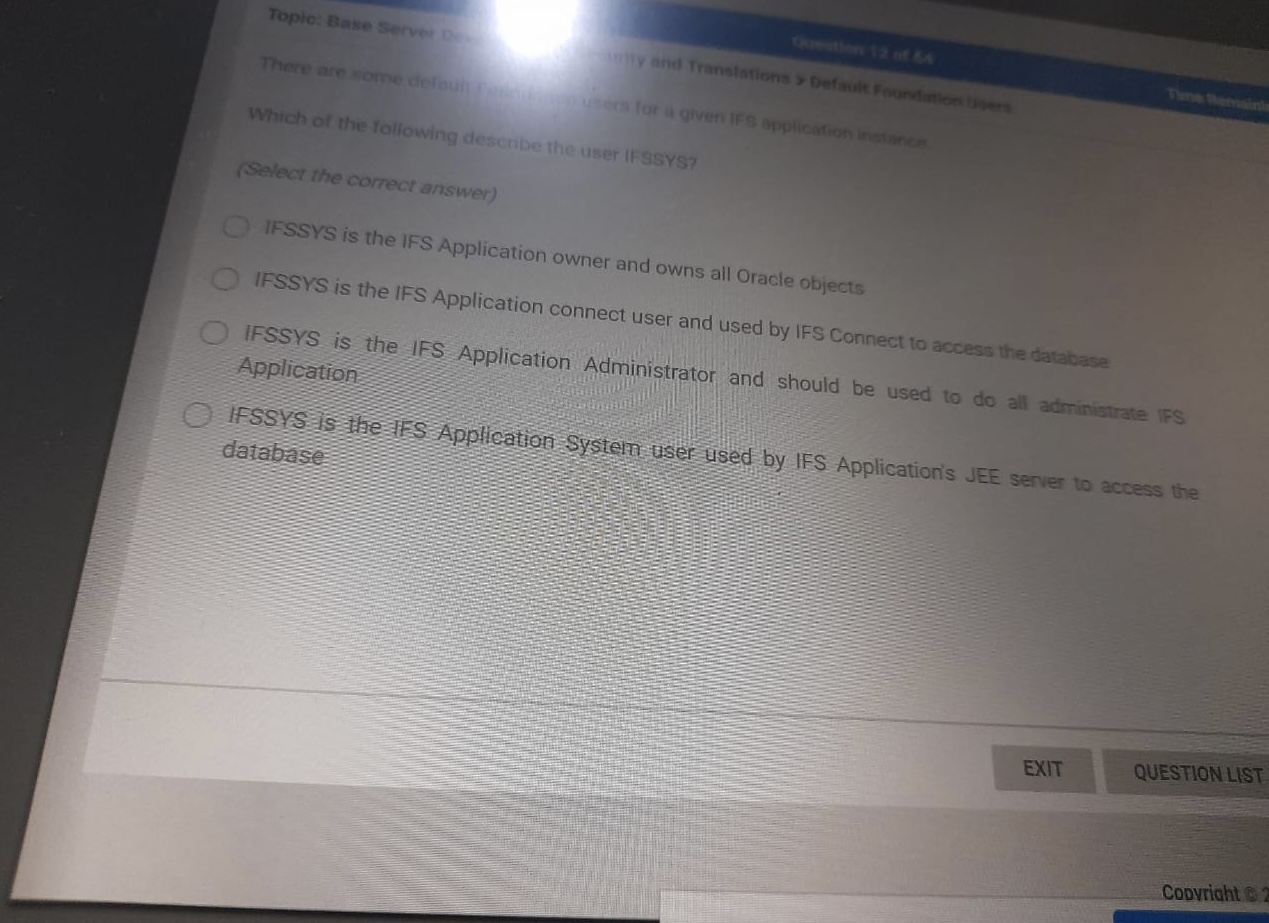 Question 12 of 64
Time
Topic: Base Server and Translations > Default Foundation Users
There are some default users for a given IFS application instance.
Which of the following describe the user IFSSYS?
(Select the correct answer)
IFSSYS is the IFS Application owner and owns all Oracle objects
IFSSYS is the IFS Application connect user and used by IFS Connect to access the database
IFSSYS is the IFS Application Administrator and should be used to do all administrate IFS
Application
IFSSYS is the IFS Application System user used by IFS Application's JEE server to access the
database
EXIT
QUESTION LIST
Copyright ©